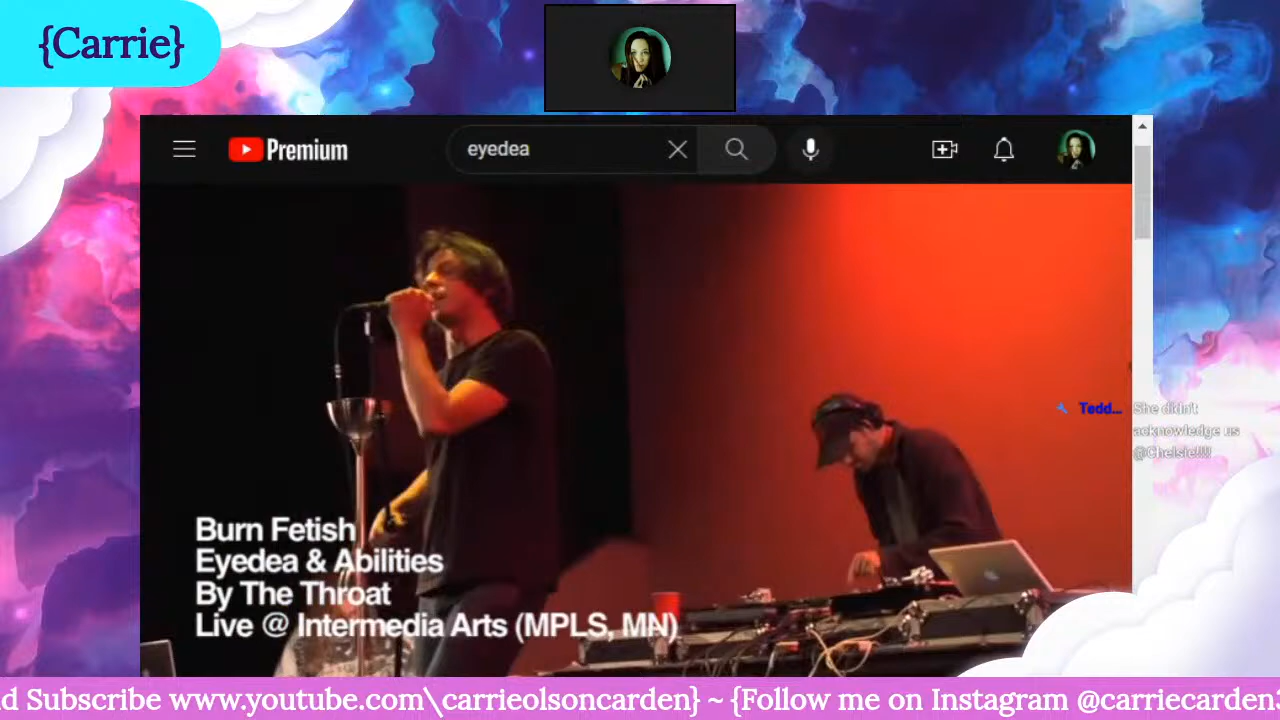 {Carrie}
Premium
eyedea
Tedd... She didn't
acknowledge us
@Chelsie!!!!
Burn Fetish
Eyedea & Abilities
By The Throat
Live @ Intermedia Arts (MPLS, MN)
d Subscribe www.youtube.com\carrieolsoncarden} ~ {Follow me on Instagram @carriecarden